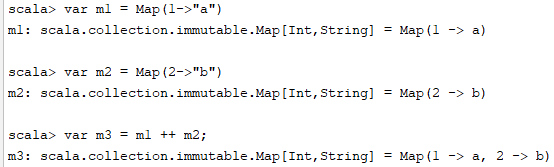 scala> var m1 = Map(1->"a")
m1: scala.collection.immutable.Map[Int,String] = Map(1 -> a)
scala> var m2 = Map(2->"b")
m2: scala.collection.immutable.Map[Int,String] = Map(2 -> b)
scala> var m3 = m1 ++ m2;
m3: scala.collection.immutable.Map[Int,String] = Map(1 -> a, 2 -> b)